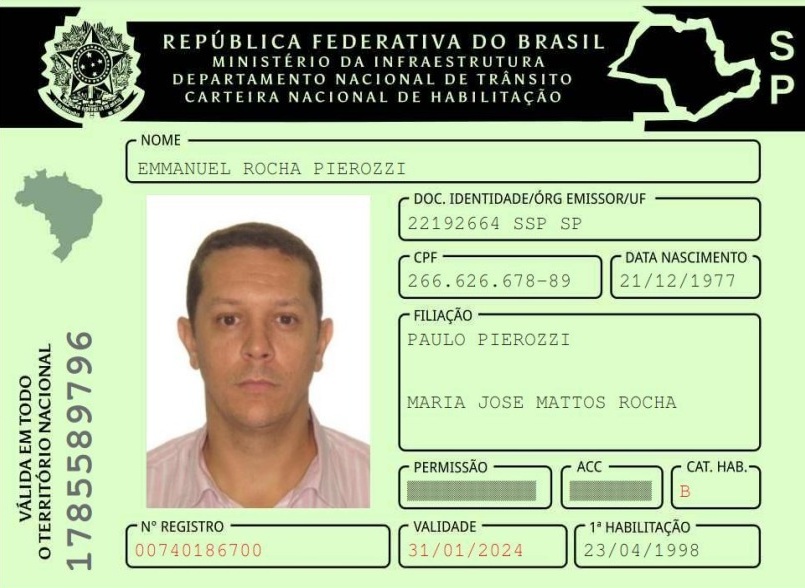 REPÚBLICA FEDERATIVA DO BRASIL
MINISTÉRIO DA INFRAESTRUTURA
DEPARTAMENTO NACIONAL DE TRÂNSITO
CARTEIRA NACIONAL DE HABILITAÇÃO
SP
NOME
EMMANUEL ROCHA PIEROZZI
DOC. IDENTIDADE/ÓRG EMISSOR/UF
22192664 SSP SP
CPF
266.626.678-89
DATA NASCIMENTO
21/12/1977
FILIAÇÃO
PAULO PIEROZZI
MARIA JOSE MATTOS ROCHA
PERMISSÃO
ACC
CAT. HAB.
B
Nº REGISTRO
00740186700
VALIDADE
31/01/2024
1ª HABILITAÇÃO
23/04/1998
VÁLIDA EM TODO
O TERRITÓRIO NACIONAL
1785589796